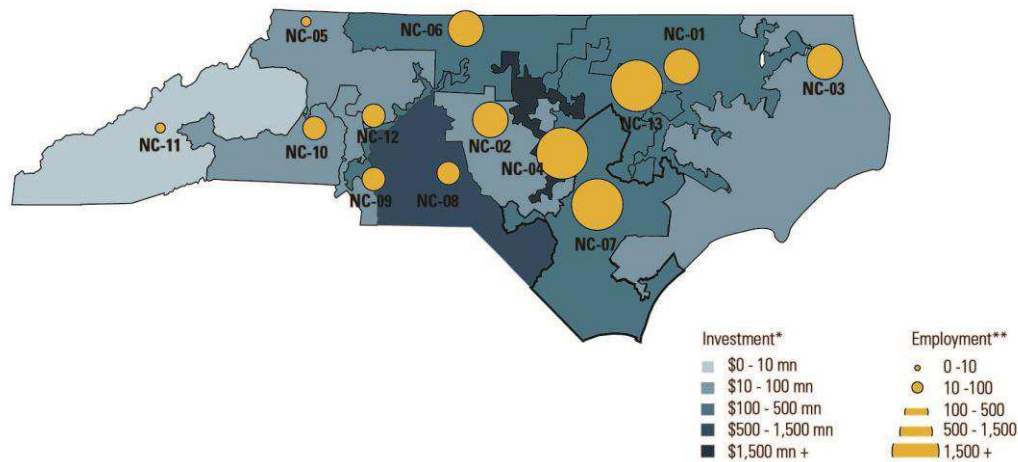 NC-05
NC-06
NC-01
NC-03
NC-11
NC-10
NC-12
NC-02
NC-13
NC-04
NC-09
NC-08
NC-07
Investment*
$0 - 10 mn
$10 - 100 mn
$100 - 500 mn
$500 - 1,500 mn
$1,500 mn +
Employment**
0 -10
10 -100
100 - 500
500 - 1,500
1,500 +